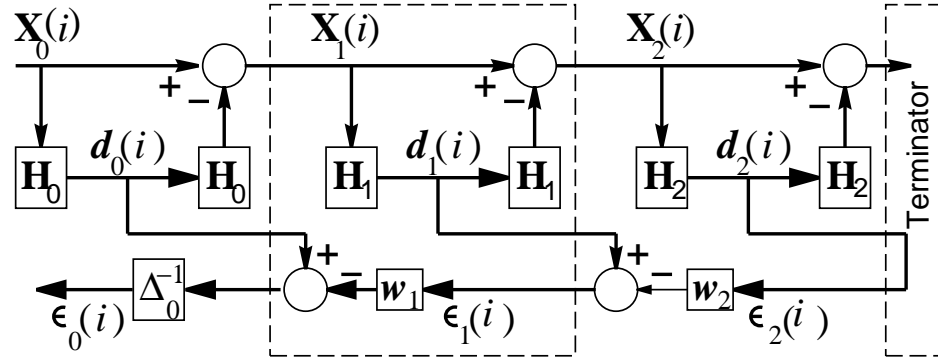 X₀(i) X₁(i) X₂(i)
+ − + − + −
H₀ d₀(i) H₀ H₁ d₁(i) H₁ H₂ d₂(i) H₂
Terminator
+ − + −
Δ₀⁻¹ w₁ w₂
ϵ₀(i) ϵ₁(i) ϵ₂(i)